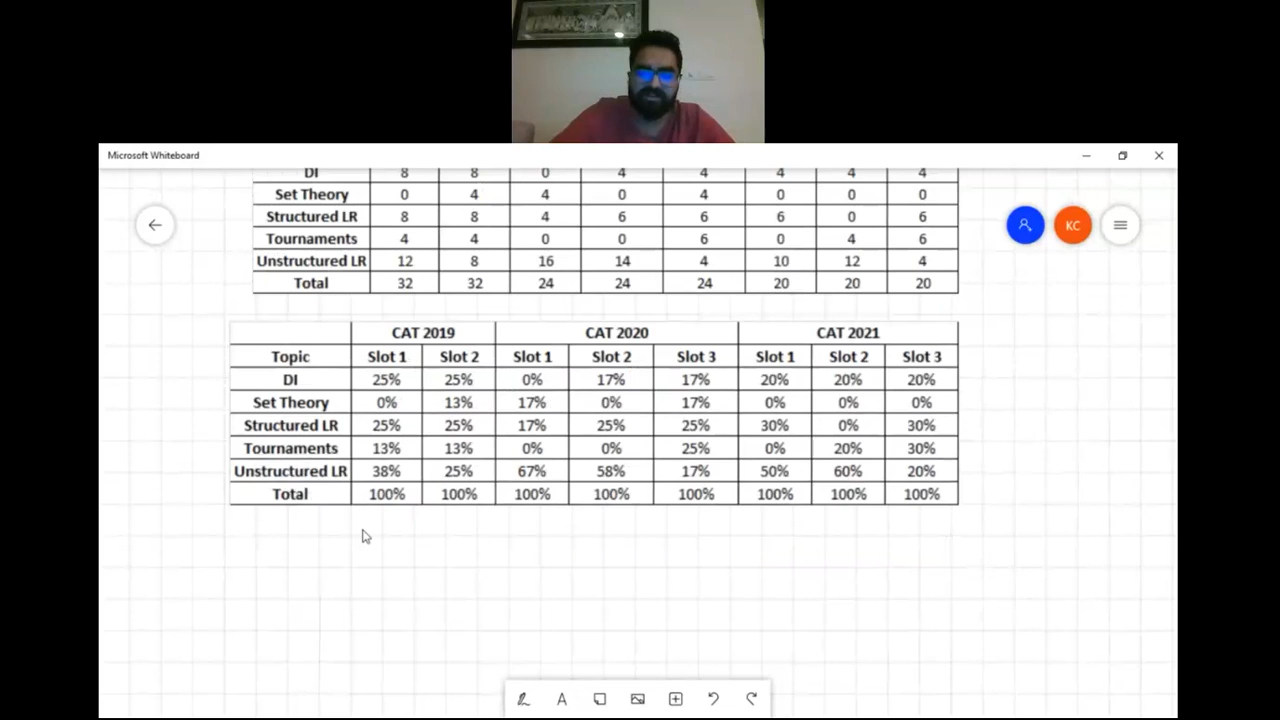 Microsoft Whiteboard
DI 8 8 0 4 4 4 4 4
Set Theory 0 4 4 0 4 0 0 0
Structured LR 8 8 4 6 6 6 0 6
Tournaments 4 4 0 0 6 0 4 6
Unstructured LR 12 8 16 14 4 10 12 4
Total 32 32 24 24 24 20 20 20
KC
CAT 2019 CAT 2020 CAT 2021
Topic Slot 1 Slot 2 Slot 1 Slot 2 Slot 3 Slot 1 Slot 2 Slot 3
DI 25% 25% 0% 17% 17% 20% 20% 20%
Set Theory 0% 13% 17% 0% 17% 0% 0% 0%
Structured LR 25% 25% 17% 25% 25% 30% 0% 30%
Tournaments 13% 13% 0% 0% 25% 0% 20% 30%
Unstructured LR 38% 25% 67% 58% 17% 50% 60% 20%
Total 100% 100% 100% 100% 100% 100% 100% 100%
A